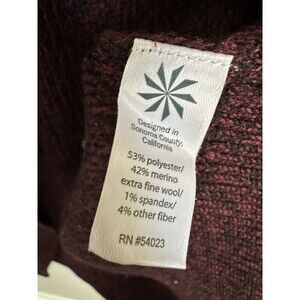 Designed in
Sonoma County,
California
53% polyester/
42% merino
extra fine wool/
1% spandex/
4% other fiber
RN #54023